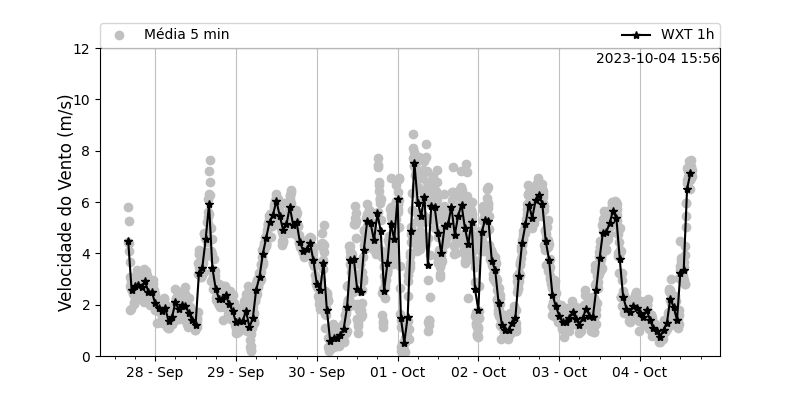 Média 5 min
WXT 1h
2023-10-04 15:56
Velocidade do Vento (m/s)
12
10
8
6
4
2
0
28 - Sep
29 - Sep
30 - Sep
01 - Oct
02 - Oct
03 - Oct
04 - Oct